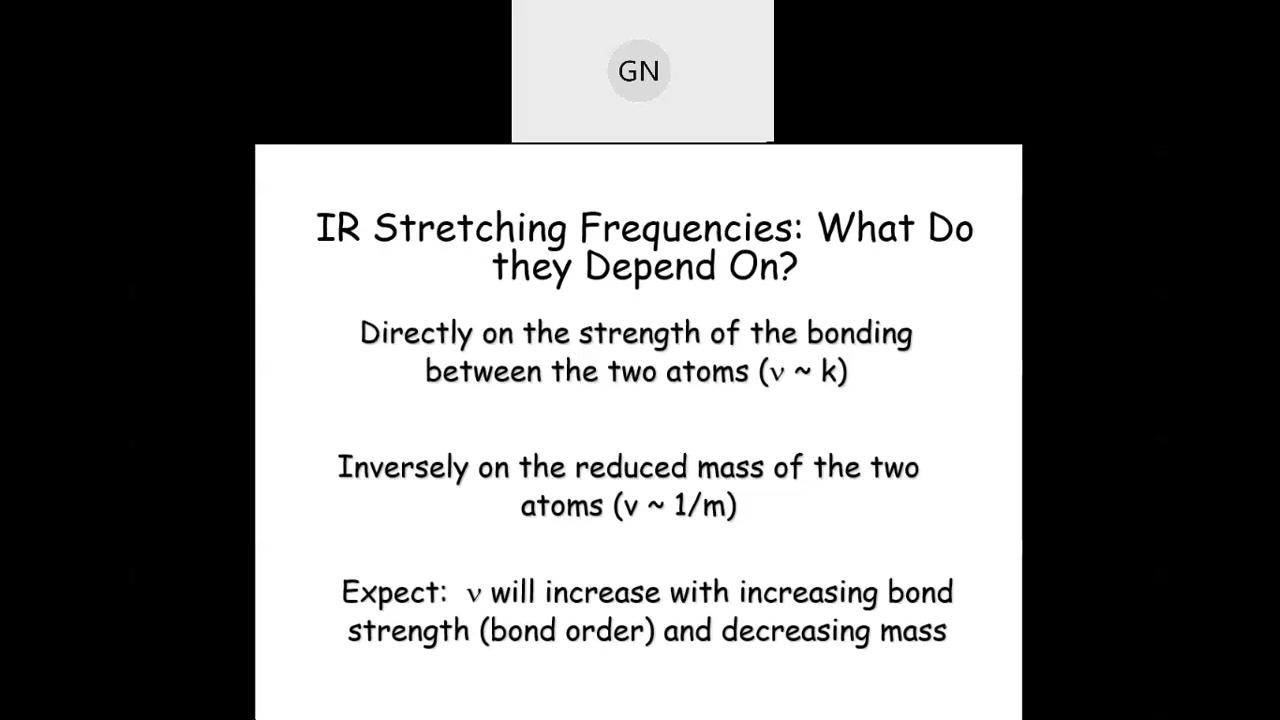 GN
IR Stretching Frequencies: What Do
they Depend On?
Directly on the strength of the bonding
between the two atoms (ν ~ k)
Inversely on the reduced mass of the two
atoms (v ~ 1/m)
Expect: ν will increase with increasing bond
strength (bond order) and decreasing mass